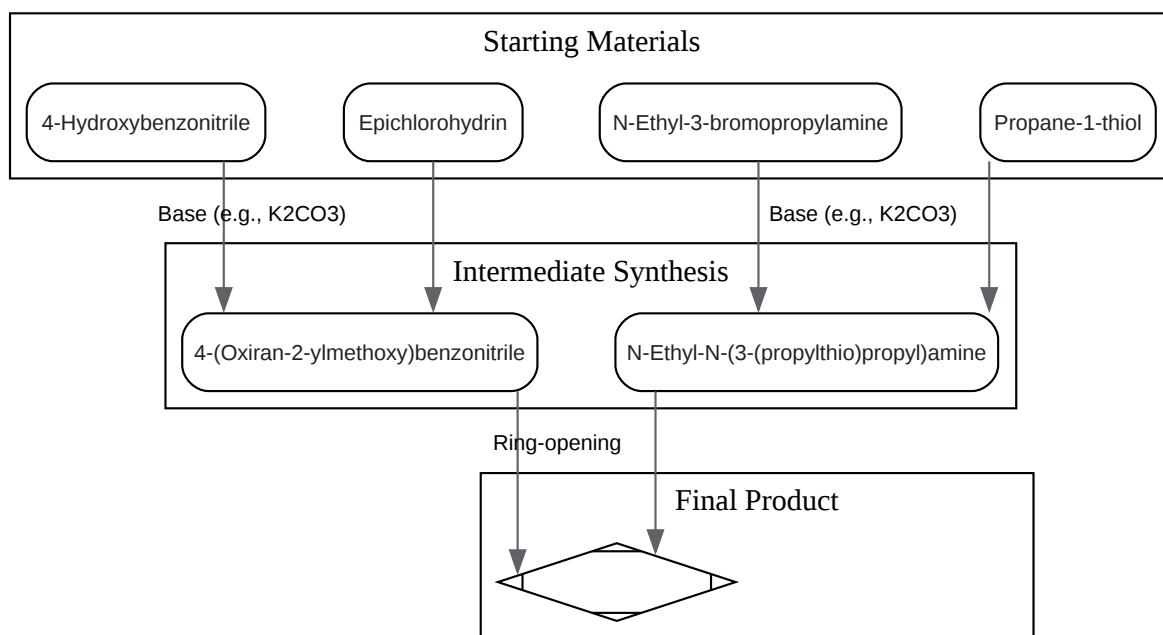 Starting Materials
4-Hydroxybenzonitrile
Epichlorohydrin
N-Ethyl-3-bromopropylamine
Propane-1-thiol
Base (e.g., K2CO3)
Base (e.g., K2CO3)
Intermediate Synthesis
4-(Oxiran-2-ylmethoxy)benzonitrile
N-Ethyl-N-(3-(propylthio)propyl)amine
Ring-opening
Final Product